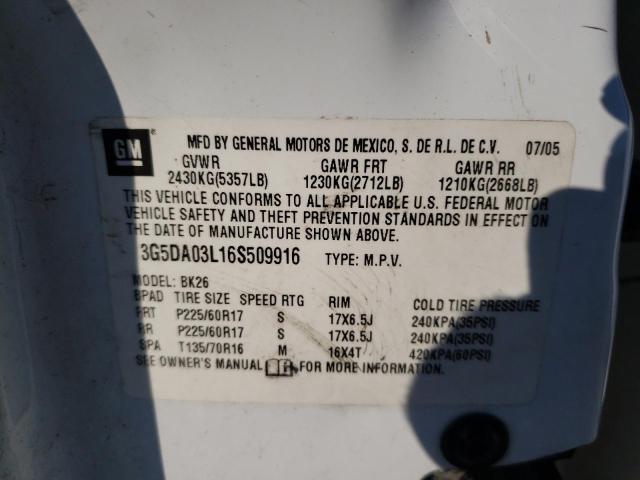 GM
MFD BY GENERAL MOTORS DE MEXICO, S. DE R.L. DE C.V. 07/05
GVWR GAWR FRT GAWR RR
2430KG(5357LB) 1230KG(2712LB) 1210KG(2668LB)
THIS VEHICLE CONFORMS TO ALL APPLICABLE U.S. FEDERAL MOTOR
VEHICLE SAFETY AND THEFT PREVENTION STANDARDS IN EFFECT ON
THE DATE OF MANUFACTURE SHOWN ABOVE.
3G5DA03L16S509916 TYPE: M.P.V.
MODEL: BK26
BPAD TIRE SIZE SPEED RTG RIM COLD TIRE PRESSURE
FRT P225/60R17 S 17X6.5J 240KPA(35PSI)
RR P225/60R17 S 17X6.5J 240KPA(35PSI)
SPA T135/70R16 M 16X4T 420KPA(60PSI)
SEE OWNER'S MANUAL FOR MORE INFORMATION.